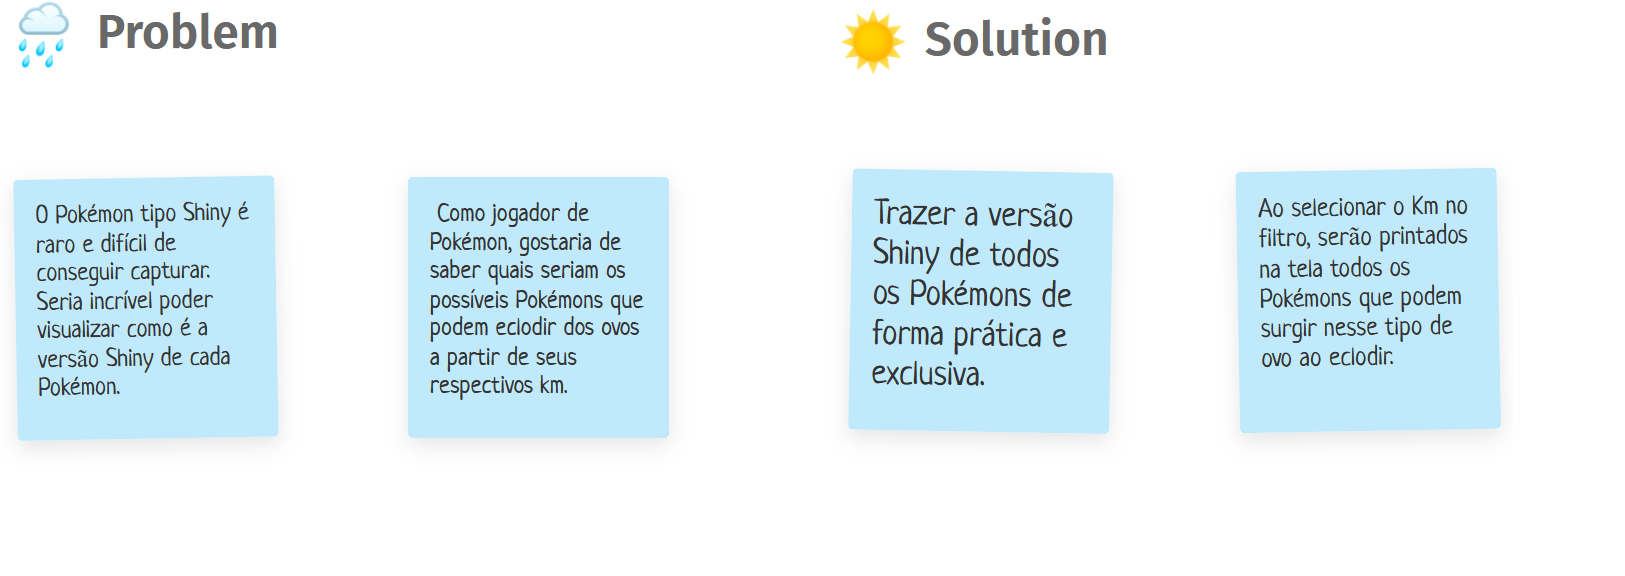 Problem
Solution
O Pokémon tipo Shiny é
raro e difícil de
conseguir capturar.
Seria incrível poder
visualizar como é a
versão Shiny de cada
Pokémon.
Como jogador de
Pokémon, gostaria de
saber quais seriam os
possíveis Pokémons que
podem eclodir dos ovos
a partir de seus
respectivos km.
Trazer a versão
Shiny de todos
os Pokémons de
forma prática e
exclusiva.
Ao selecionar o Km no
filtro, serão printados
na tela todos os
Pokémons que podem
surgir nesse tipo de
ovo ao eclodir.